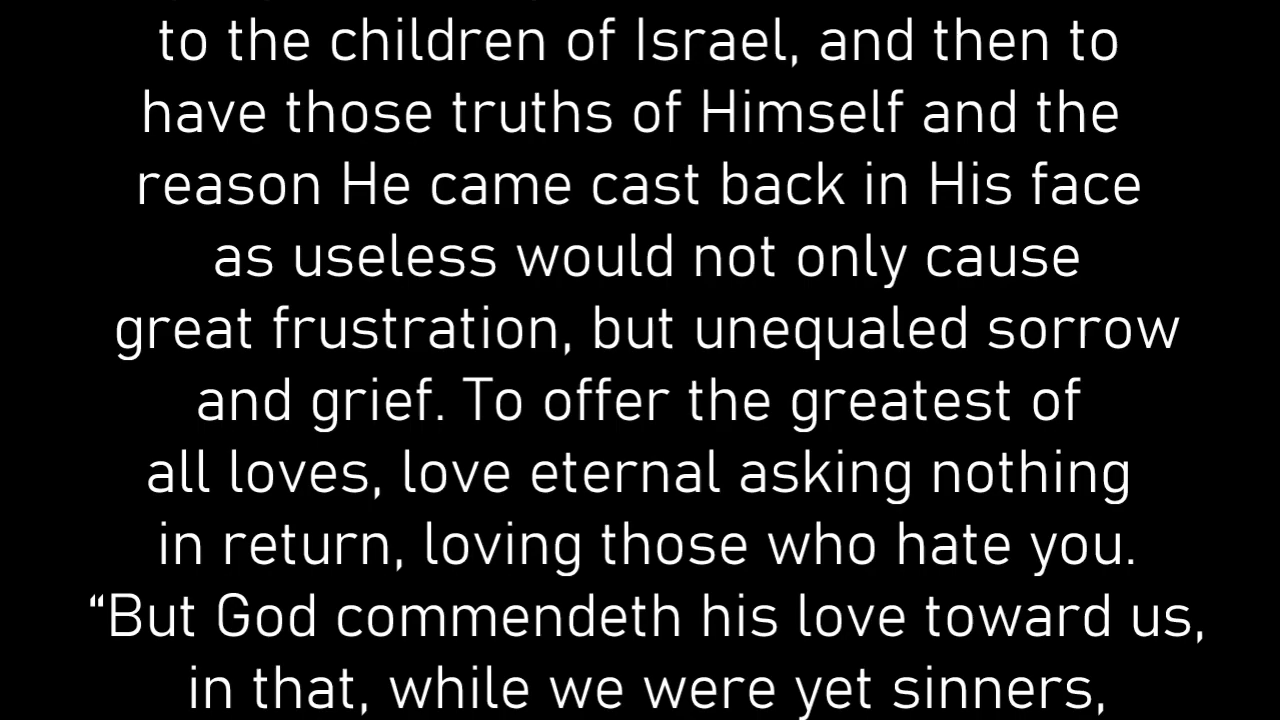 to the children of Israel, and then to
have those truths of Himself and the
reason He came cast back in His face
as useless would not only cause
great frustration, but unequaled sorrow
and grief. To offer the greatest of
all loves, love eternal asking nothing
in return, loving those who hate you.
“But God commendeth his love toward us,
in that, while we were yet sinners,